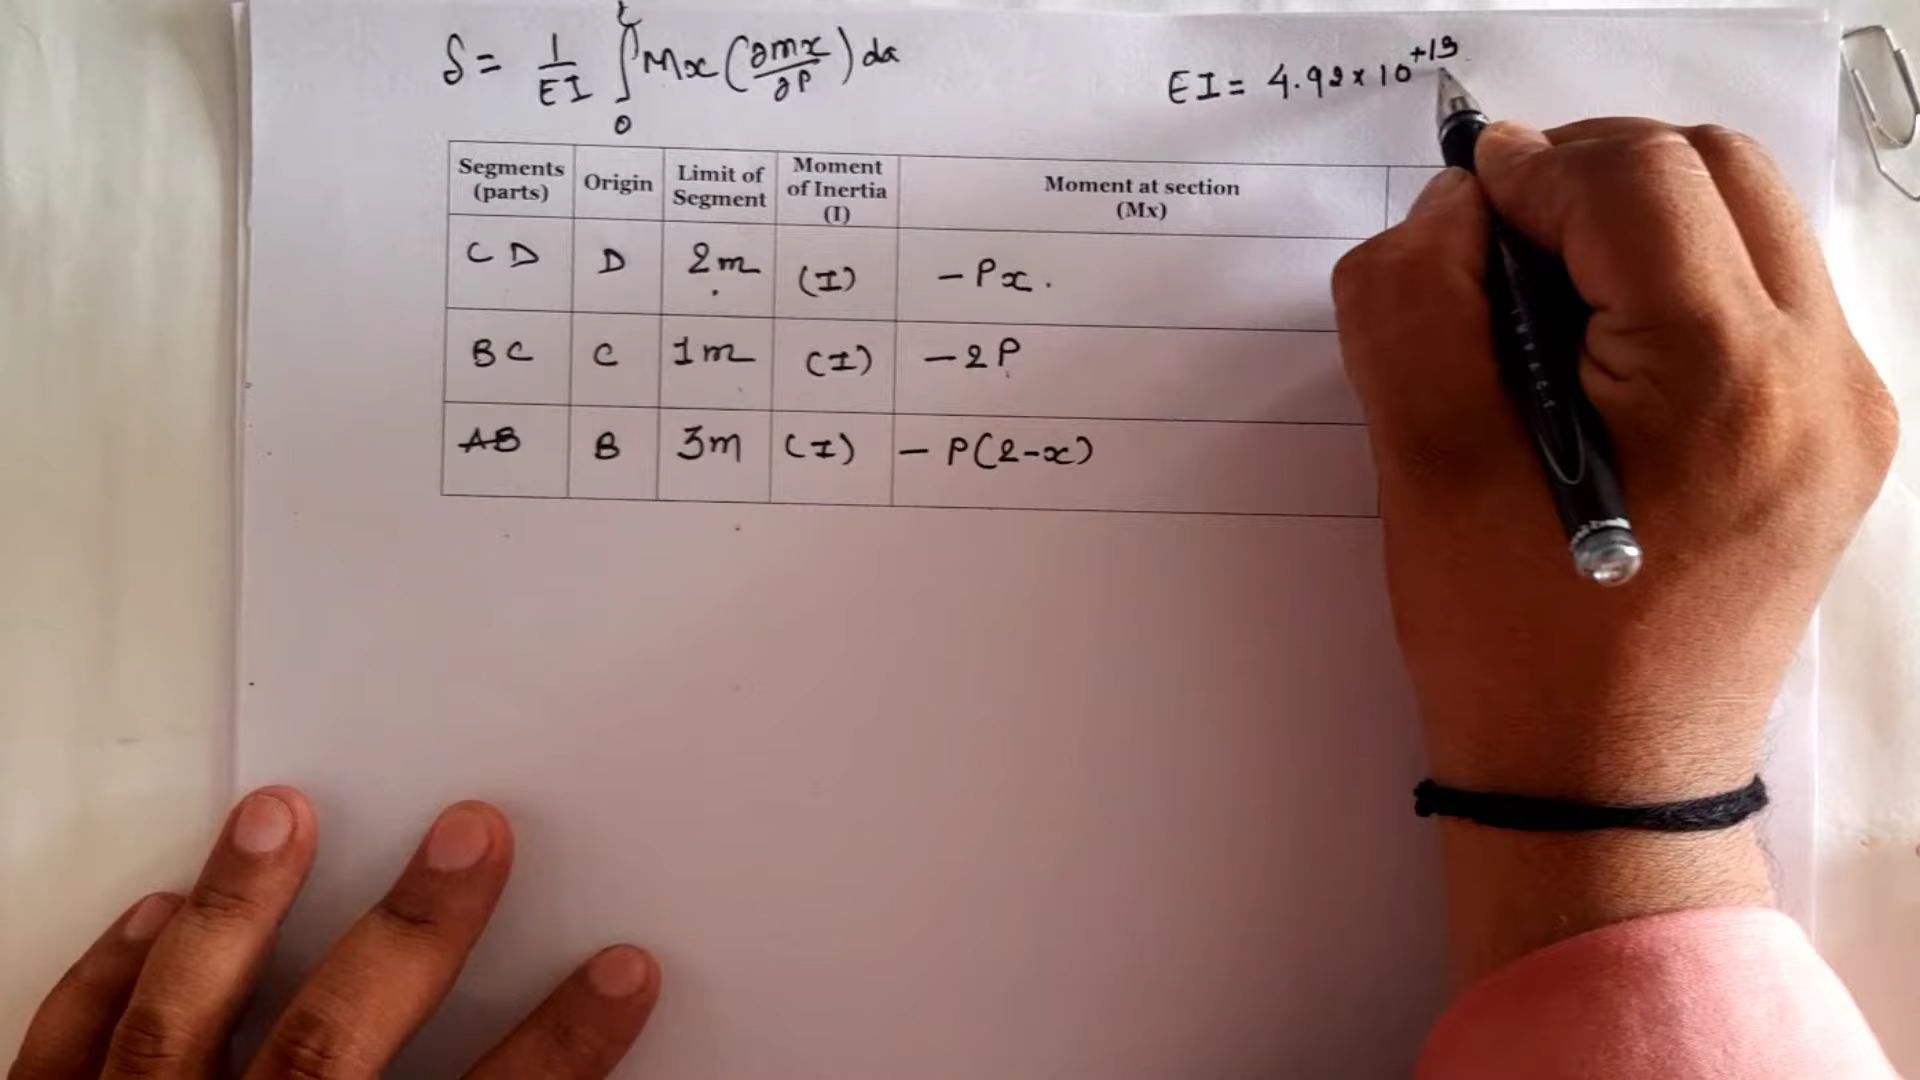 δ = 1/EI ∫₀ᴸ Mx (∂mx/∂P) dx
EI = 4.92 × 10⁺¹³
Segments (parts) Origin Limit of Segment Moment of Inertia (I) Moment at section (Mx)
CD D 2m (I) - Px.
BC C 1m (I) - 2P
AB B 3m (I) - P(2-x)